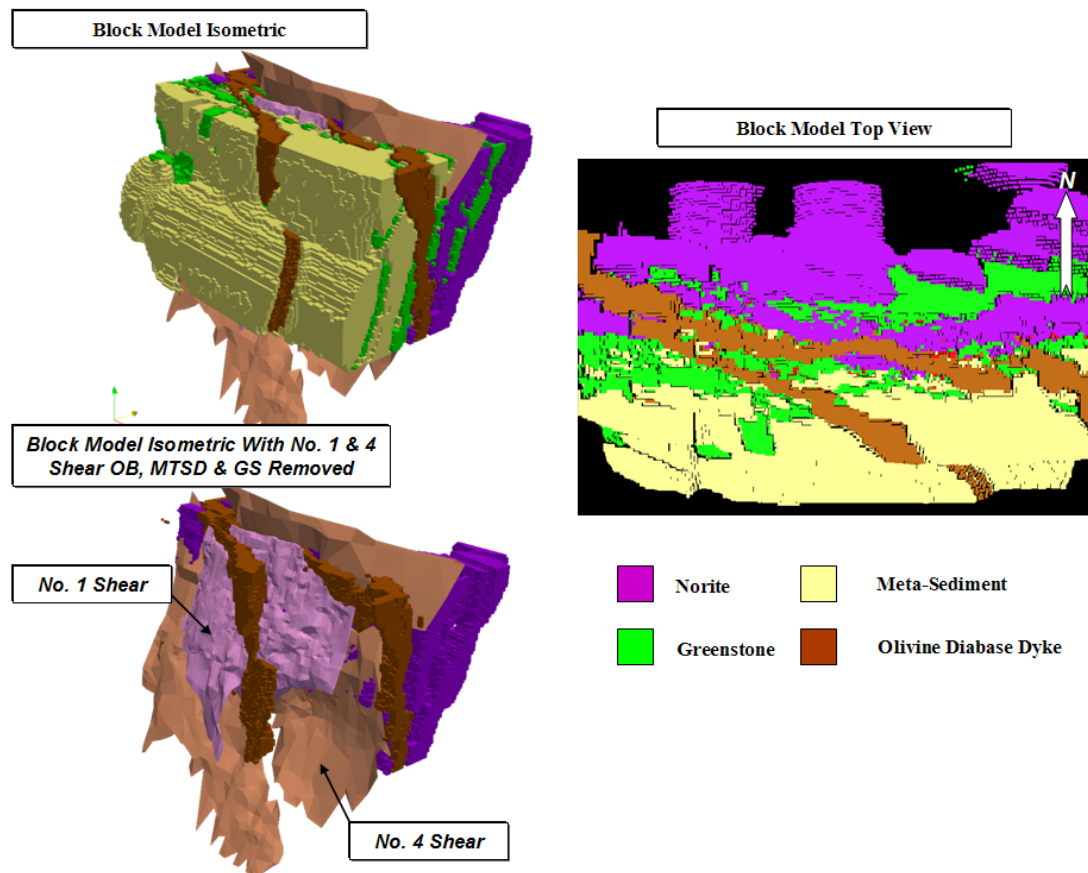 Block Model Isometric
Block Model Top View
N
Block Model Isometric With No. 1 & 4
Shear OB, MTSD & GS Removed
No. 1 Shear
No. 4 Shear
Norite
Meta-Sediment
Greenstone
Olivine Diabase Dyke